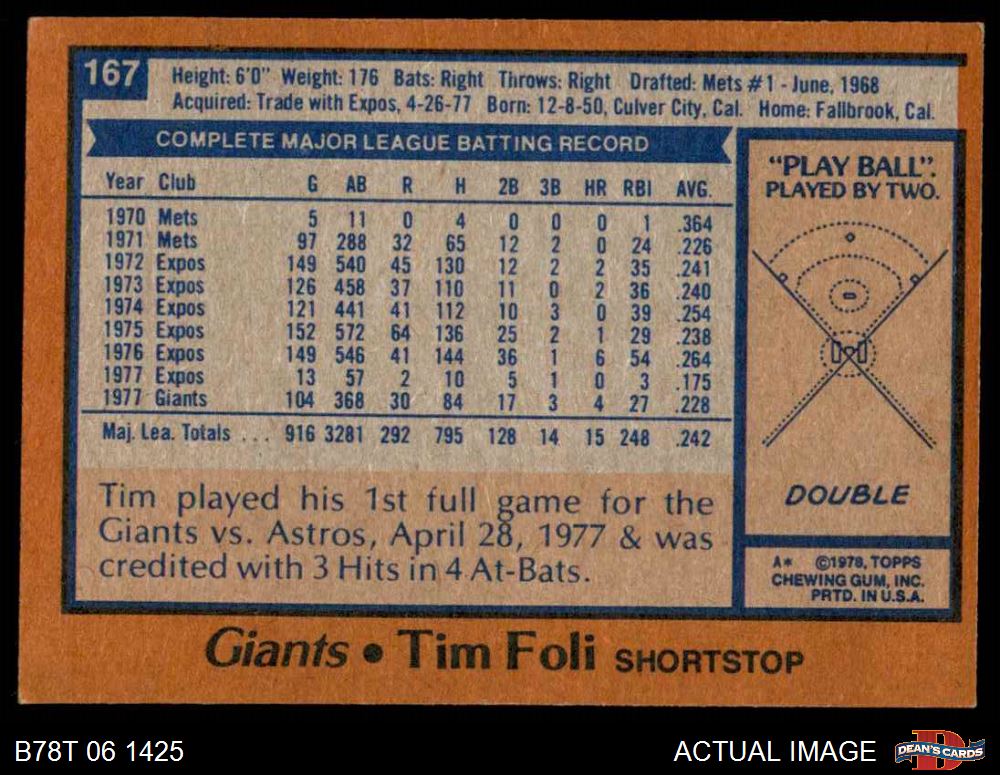 167
Height: 6'0" Weight: 176 Bats: Right Throws: Right Drafted: Mets #1 - June, 1968
Acquired: Trade with Expos, 4-26-77 Born: 12-8-50, Culver City, Cal. Home: Fallbrook, Cal.
COMPLETE MAJOR LEAGUE BATTING RECORD
Year Club G AB R H 2B 3B HR RBI AVG.
1970 Mets 5 11 0 4 0 0 0 1 .364
1971 Mets 97 288 32 65 12 2 0 24 .226
1972 Expos 149 540 45 130 12 2 2 35 .241
1973 Expos 126 458 37 110 11 0 2 36 .240
1974 Expos 121 441 41 112 10 3 0 39 .254
1975 Expos 152 572 64 136 25 2 1 29 .238
1976 Expos 149 546 41 144 36 1 6 54 .264
1977 Expos 13 57 2 10 5 1 0 3 .175
1977 Giants 104 368 30 84 17 3 4 27 .228
Maj. Lea. Totals ... 916 3281 292 795 128 14 15 248 .242
Tim played his 1st full game for the
Giants vs. Astros, April 28, 1977 & was
credited with 3 Hits in 4 At-Bats.
"PLAY BALL".
PLAYED BY TWO.
DOUBLE
A* ©1978, TOPPS
CHEWING GUM, INC.
PRTD. IN U.S.A.
Giants • Tim Foli SHORTSTOP
B78T 06 1425
ACTUAL IMAGE
DEAN'S CARDS